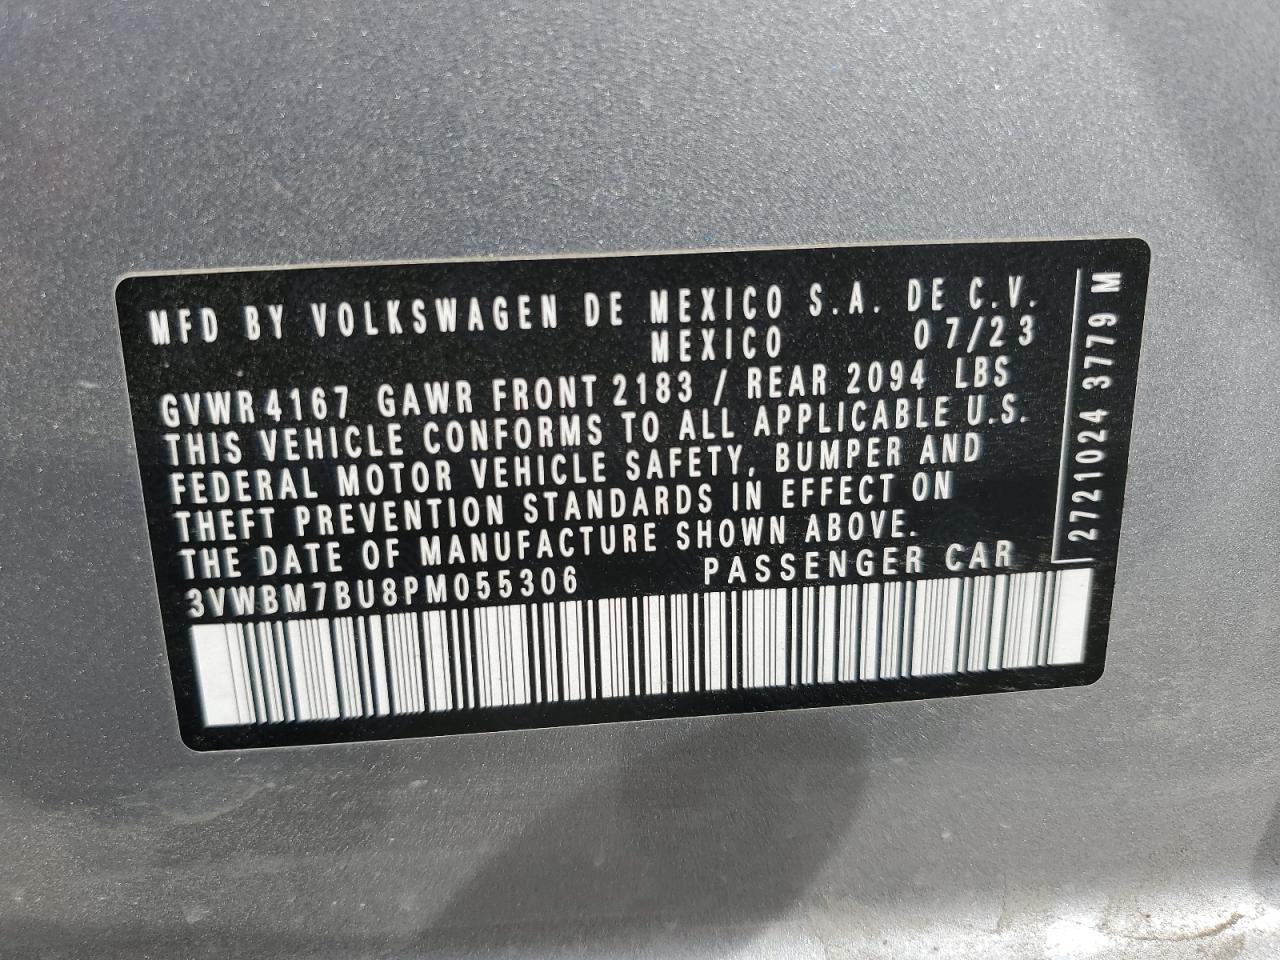 MFD BY VOLKSWAGEN DE MEXICO S.A. DE C.V.
MEXICO 07/23
GVWR 4167 GAWR FRONT 2183 / REAR 2094 LBS
THIS VEHICLE CONFORMS TO ALL APPLICABLE U.S.
FEDERAL MOTOR VEHICLE SAFETY, BUMPER AND
THEFT PREVENTION STANDARDS IN EFFECT ON
THE DATE OF MANUFACTURE SHOWN ABOVE.
3VWBM7BU8PM055306 PASSENGER CAR
2721024 3779 M